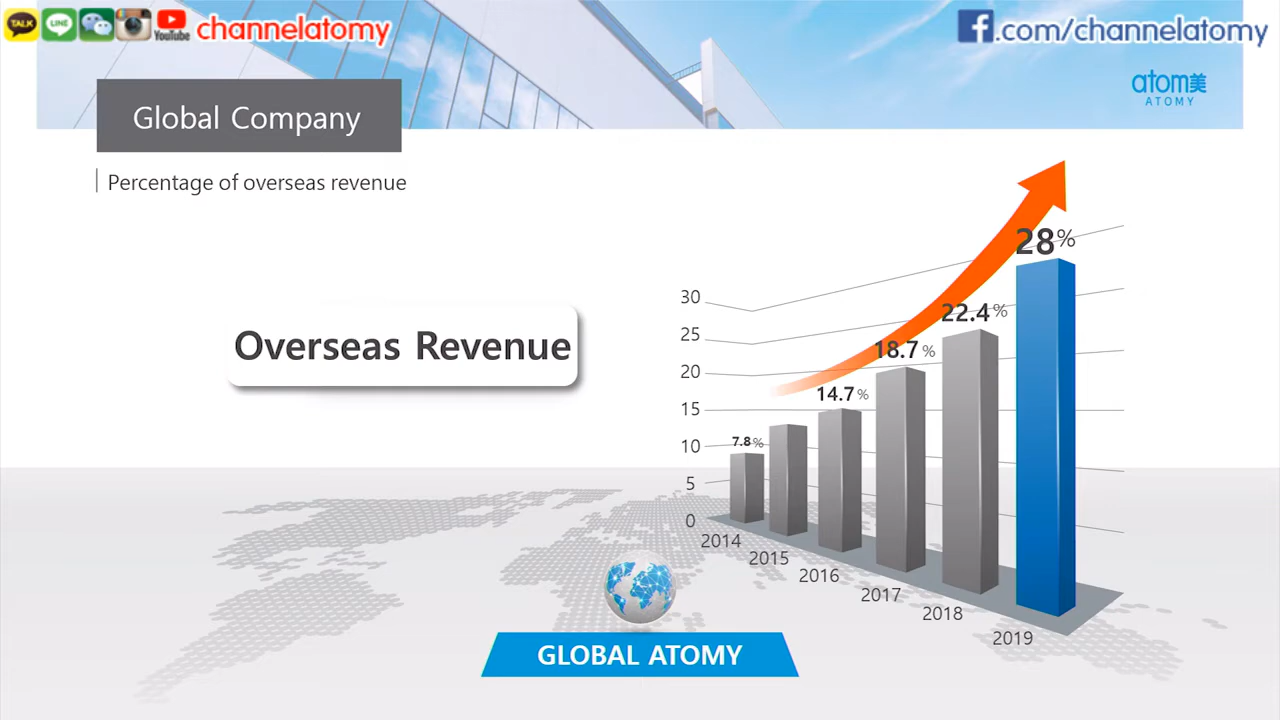 TALK
LINE
YouTube
channelatomy
.com/channelatomy
atom美
ATOMY
Global Company
Percentage of overseas revenue
Overseas Revenue
28%
22.4%
18.7%
14.7%
7.8%
30
25
20
15
10
5
0
2014
2015
2016
2017
2018
2019
GLOBAL ATOMY